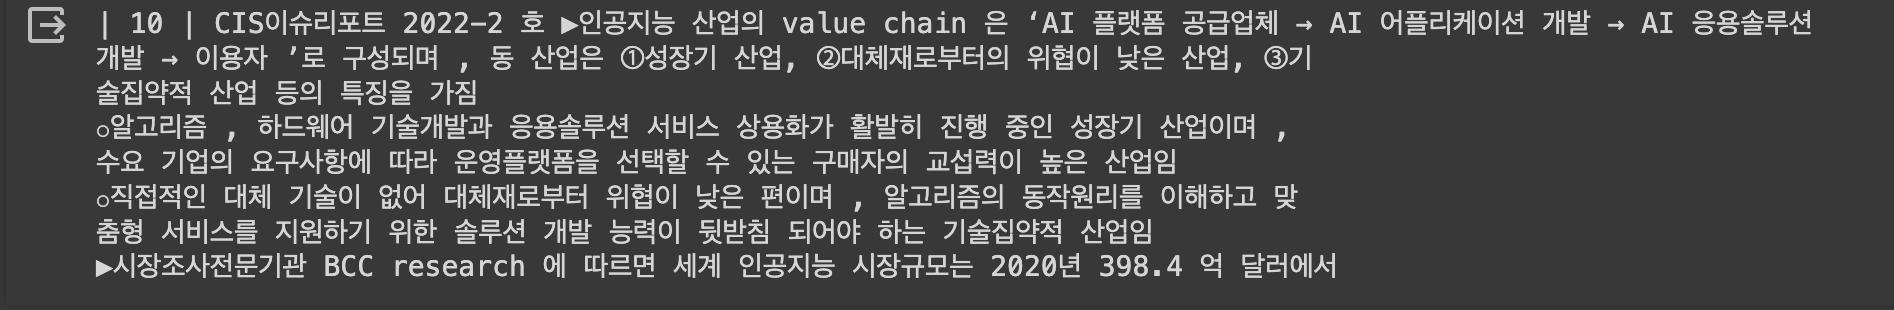 | 10 | CIS이슈리포트 2022-2 호 ▶인공지능 산업의 value chain 은 ‘AI 플랫폼 공급업체 → AI 어플리케이션 개발 → AI 응용솔루션
개발 → 이용자 ’로 구성되며 , 동 산업은 ①성장기 산업, ②대체재로부터의 위협이 낮은 산업, ③기
술집약적 산업 등의 특징을 가짐
○알고리즘 , 하드웨어 기술개발과 응용솔루션 서비스 상용화가 활발히 진행 중인 성장기 산업이며 ,
수요 기업의 요구사항에 따라 운영플랫폼을 선택할 수 있는 구매자의 교섭력이 높은 산업임
○직접적인 대체 기술이 없어 대체재로부터 위협이 낮은 편이며 , 알고리즘의 동작원리를 이해하고 맞
춤형 서비스를 지원하기 위한 솔루션 개발 능력이 뒷받침 되어야 하는 기술집약적 산업임
▶시장조사전문기관 BCC research 에 따르면 세계 인공지능 시장규모는 2020년 398.4 억 달러에서